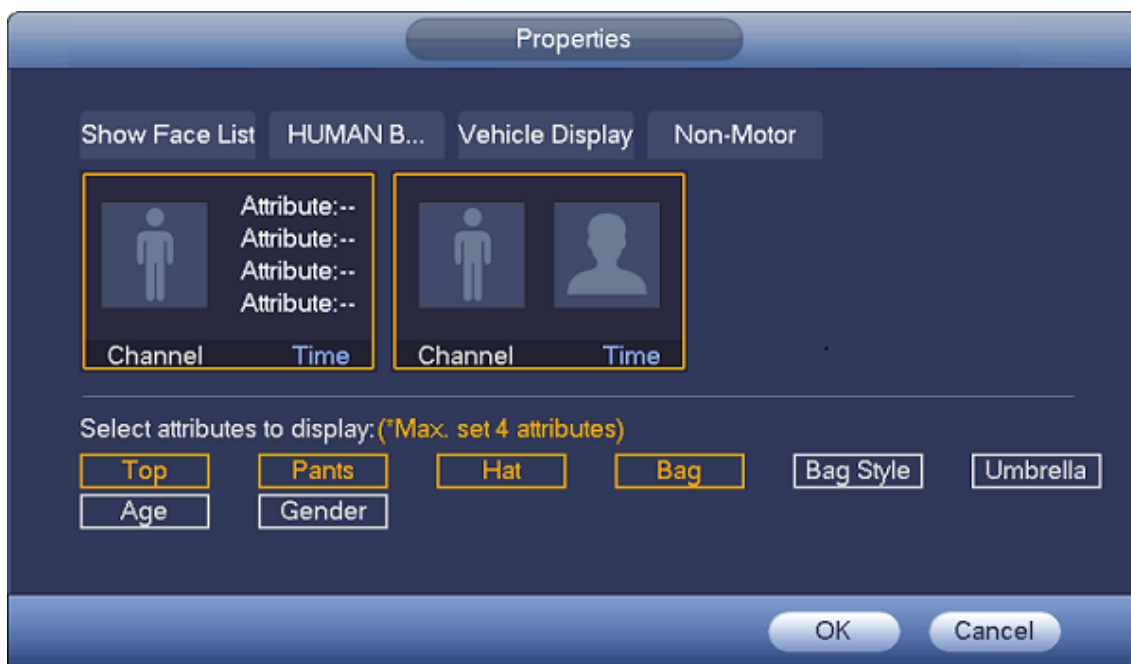 Properties
Show Face List HUMAN B... Vehicle Display Non-Motor
Attribute:--
Attribute:--
Attribute:--
Attribute:--
Channel Time Channel Time
Select attributes to display:(*Max. set 4 attributes)
Top Pants Hat Bag Bag Style Umbrella
Age Gender
OK Cancel